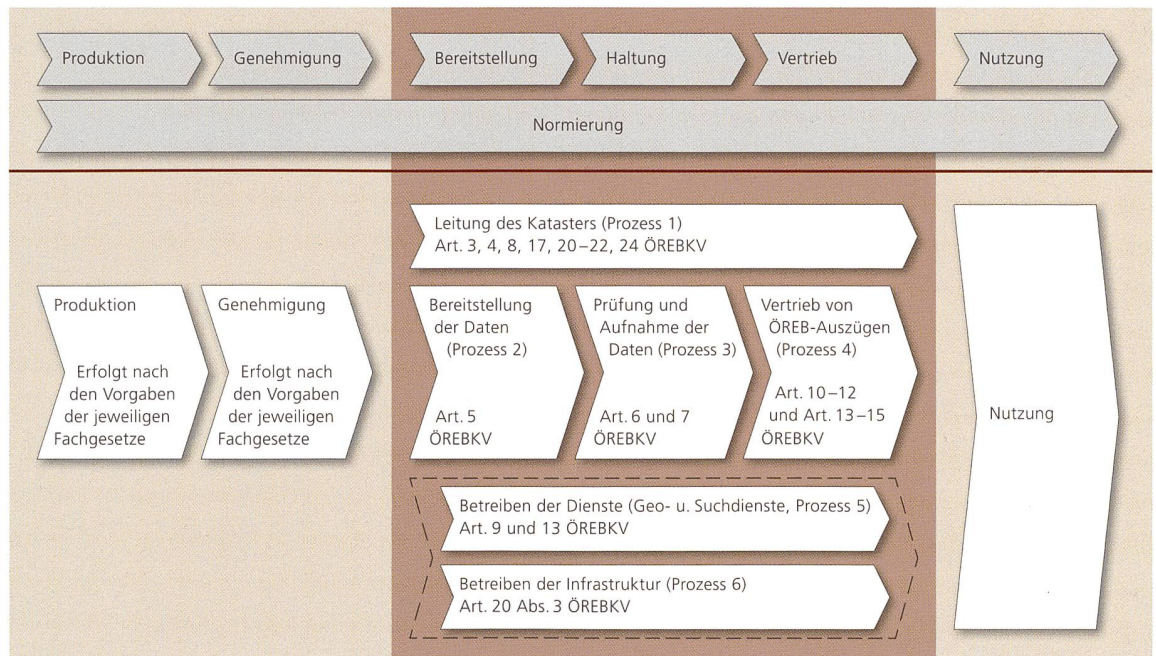 Produktion
Genehmigung
Bereitstellung
Haltung
Vertrieb
Nutzung
Normierung
Leitung des Katasters (Prozess 1)
Art. 3, 4, 8, 17, 20–22, 24 ÖREBKV
Produktion
Erfolgt nach
den Vorgaben
der jeweiligen
Fachgesetze
Genehmigung
Erfolgt nach
den Vorgaben
der jeweiligen
Fachgesetze
Bereitstellung
der Daten
(Prozess 2)
Art. 5
ÖREBKV
Prüfung und
Aufnahme der
Daten (Prozess 3)
Art. 6 und 7
ÖREBKV
Vertrieb von
ÖREB-Auszügen
(Prozess 4)
Art. 10–12
und Art. 13–15
ÖREBKV
Nutzung
Betreiben der Dienste (Geo- u. Suchdienste, Prozess 5)
Art. 9 und 13 ÖREBKV
Betreiben der Infrastruktur (Prozess 6)
Art. 20 Abs. 3 ÖREBKV